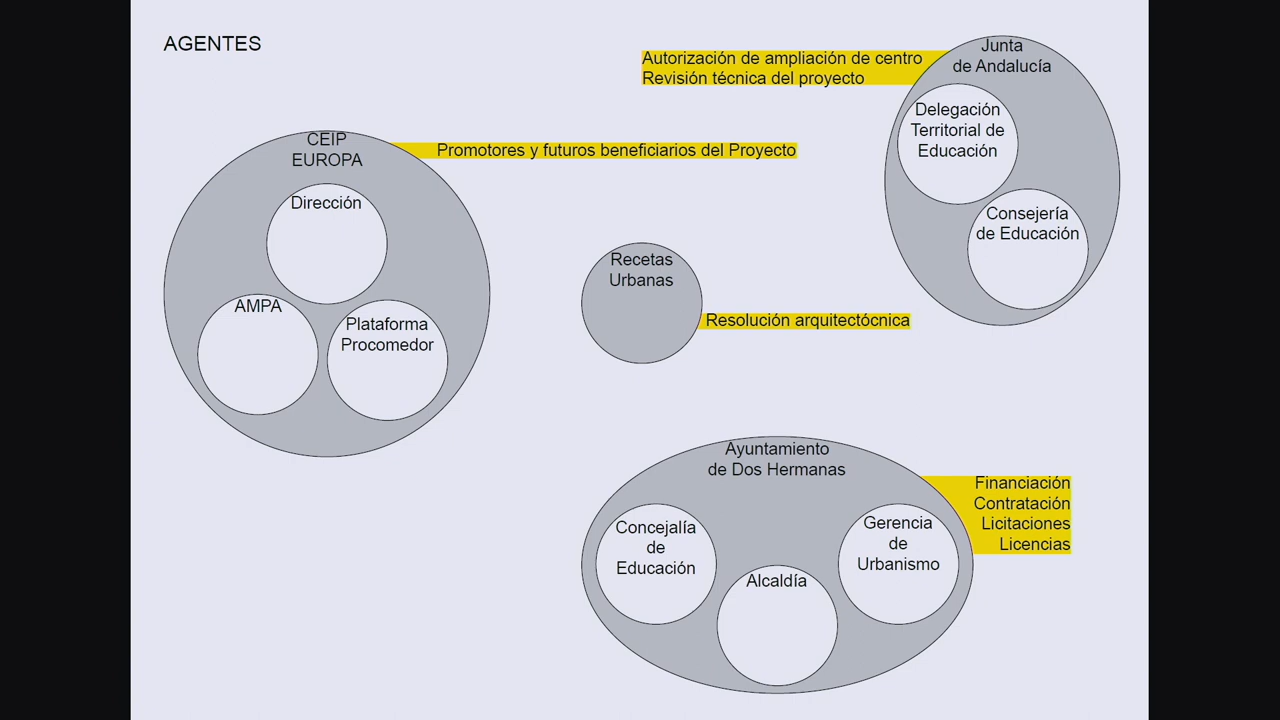 AGENTES
Autorización de ampliación de centro
Revisión técnica del proyecto
Junta
de Andalucía
Delegación
Territorial de
Educación
Consejería
de Educación
CEIP
EUROPA
Promotores y futuros beneficiarios del Proyecto
Dirección
AMPA
Plataforma
Procomedor
Recetas
Urbanas
Resolución arquitectócnica
Ayuntamiento
de Dos Hermanas
Financiación
Contratación
Licitaciones
Licencias
Concejalía
de
Educación
Alcaldía
Gerencia
de
Urbanismo